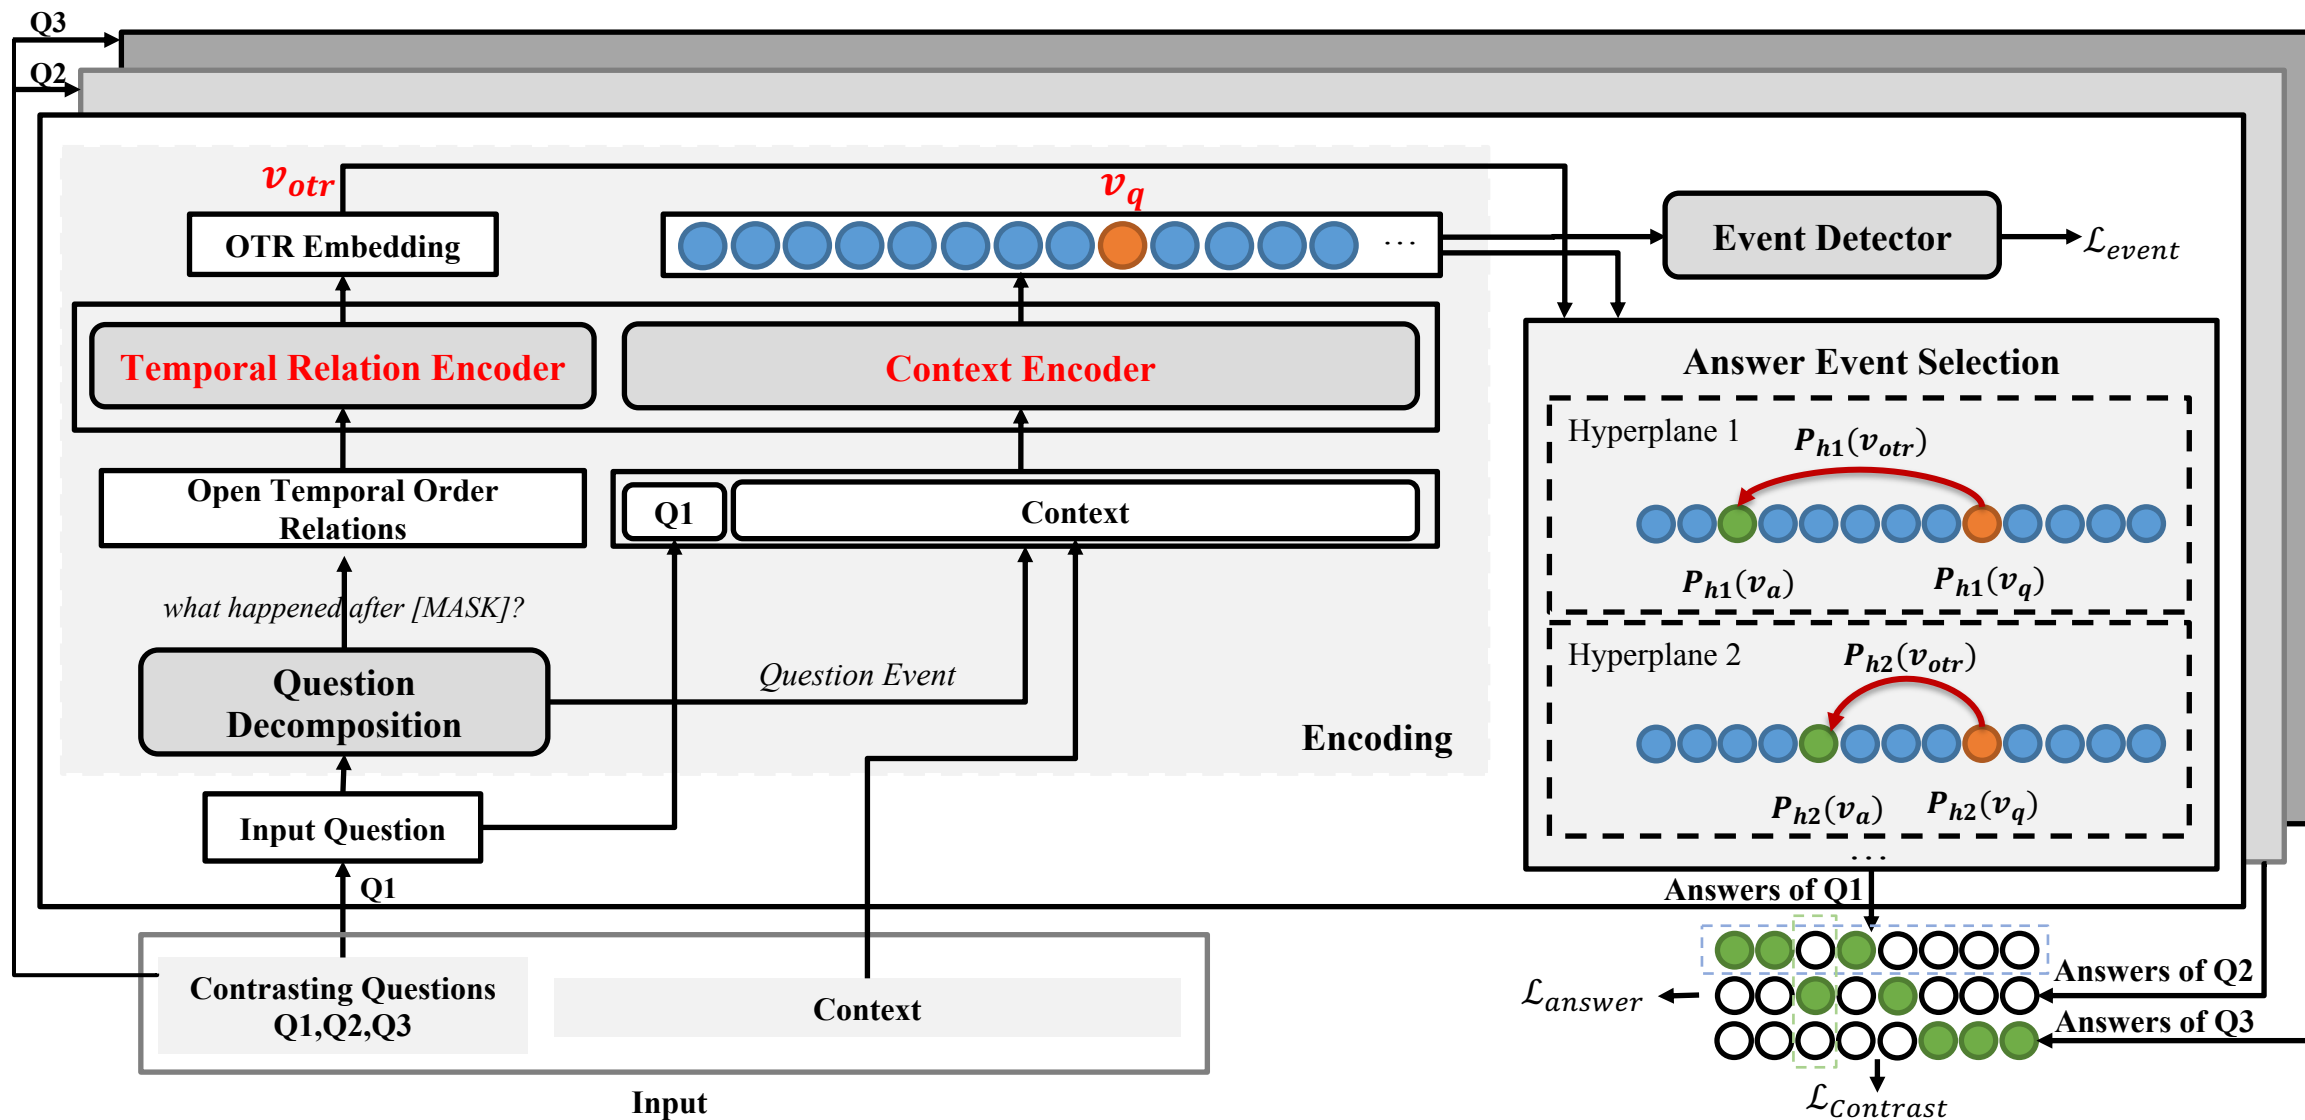 Q3
Q2
v_otr
v_q
OTR Embedding
...
Event Detector
ℒ_event
Temporal Relation Encoder
Context Encoder
Answer Event Selection
Hyperplane 1
P_h1(v_otr)
P_h1(v_a)
P_h1(v_q)
Open Temporal Order
Relations
Q1
Context
what happened after [MASK]?
Question
Decomposition
Question Event
Encoding
Hyperplane 2
P_h2(v_otr)
P_h2(v_a)
P_h2(v_q)
...
Input Question
Q1
Answers of Q1
Contrasting Questions
Q1,Q2,Q3
Context
Input
Answers of Q2
Answers of Q3
ℒ_answer
ℒ_Contrast